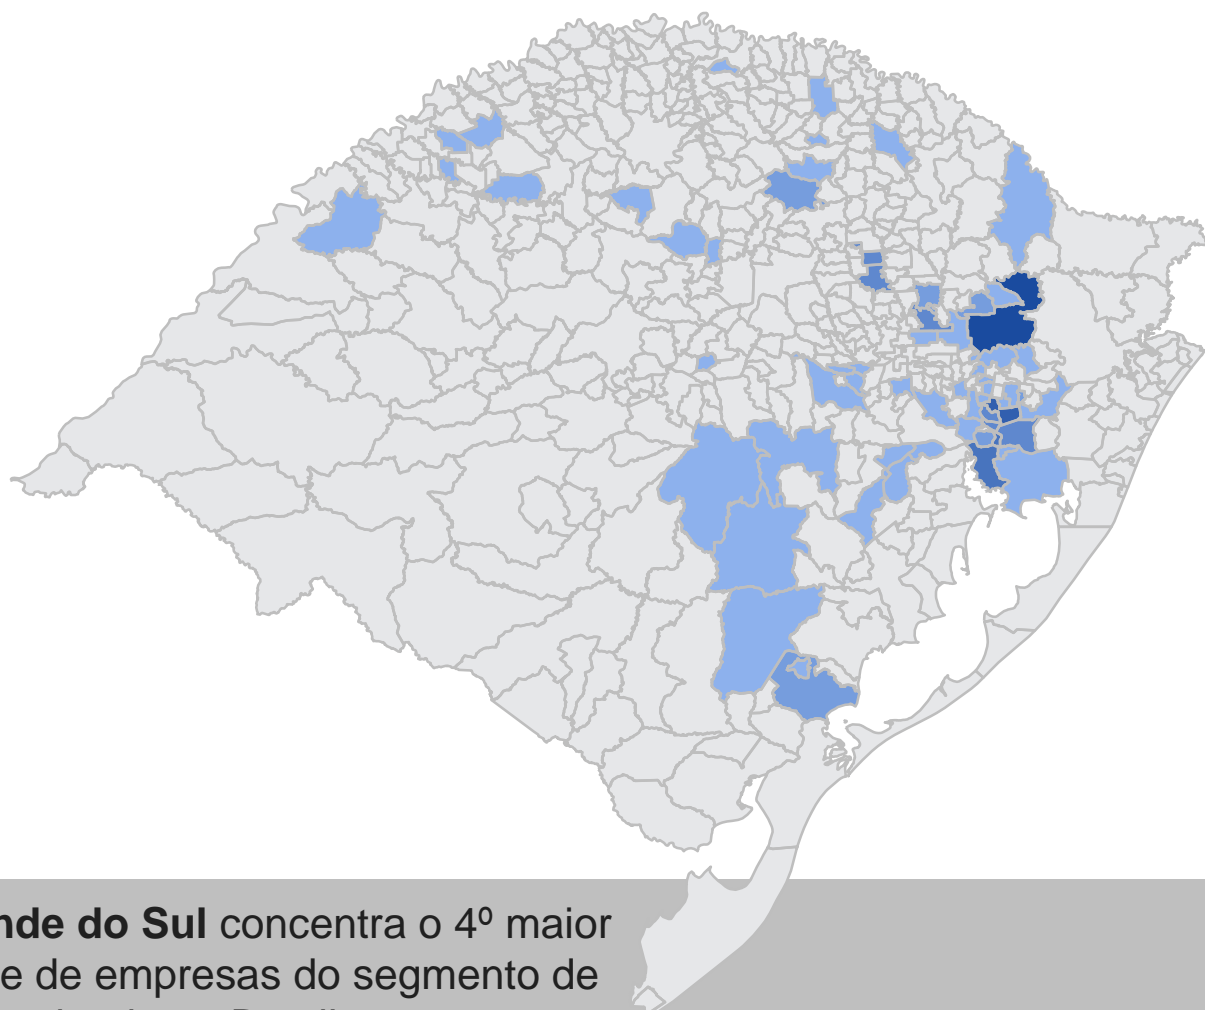 nde do Sul concentra o 4º maior
e de empresas do segmento de